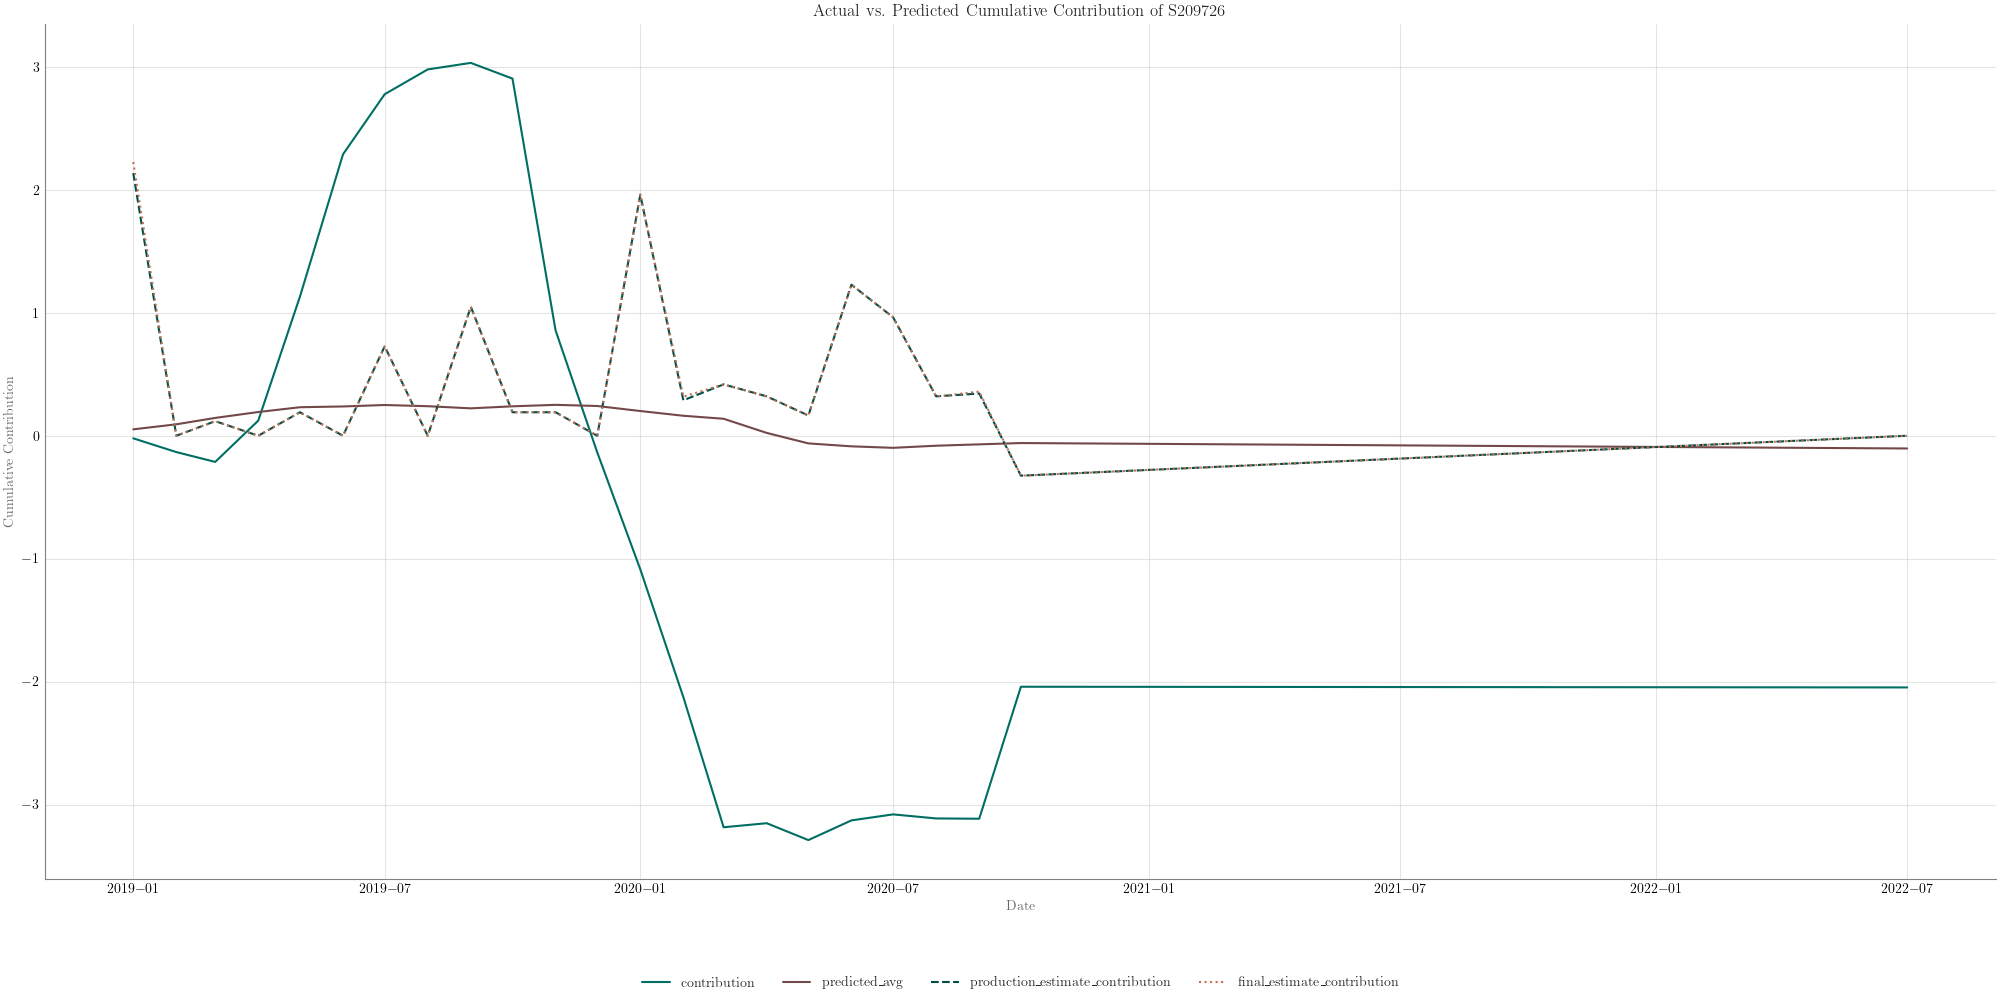 Actual vs. Predicted Cumulative Contribution of S209726
3
2
1
0
−1
−2
−3
Cumulative Contribution
2019−01
2019−07
2020−01
2020−07
2021−01
2021−07
2022−01
2022−07
Date
contribution
predicted_avg
production_estimate_contribution
final_estimate_contribution